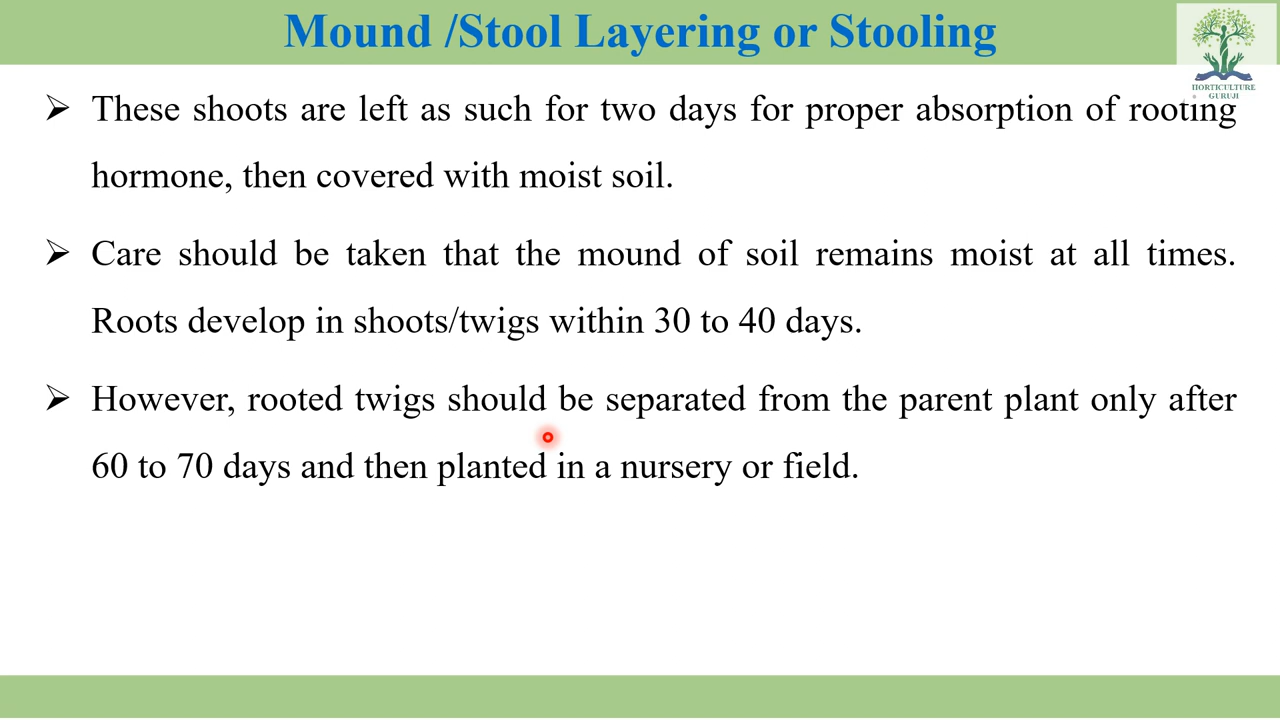 Mound /Stool Layering or Stooling
HORTICULTURE
GURUJI
➢ These shoots are left as such for two days for proper absorption of rooting
hormone, then covered with moist soil.
➢ Care should be taken that the mound of soil remains moist at all times.
Roots develop in shoots/twigs within 30 to 40 days.
➢ However, rooted twigs should be separated from the parent plant only after
60 to 70 days and then planted in a nursery or field.